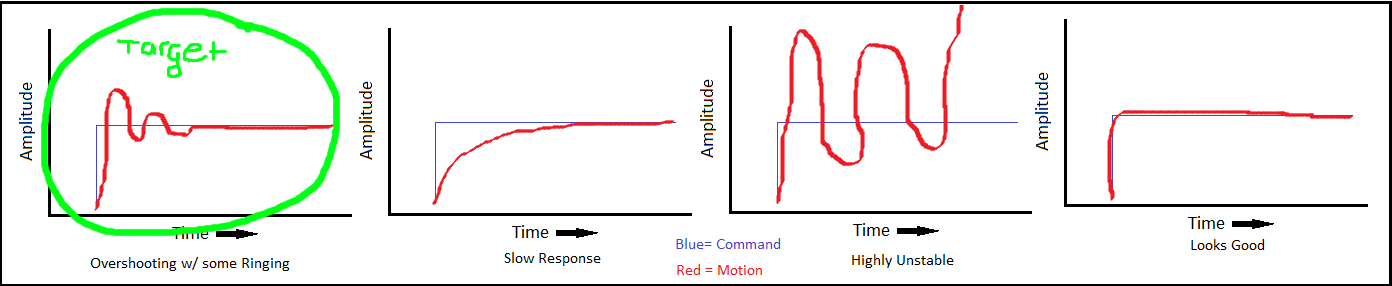 Target
Amplitude
Time
Overshooting w/ some Ringing
Amplitude
Time
Slow Response
Blue= Command
Red = Motion
Amplitude
Time
Highly Unstable
Amplitude
Time
Looks Good